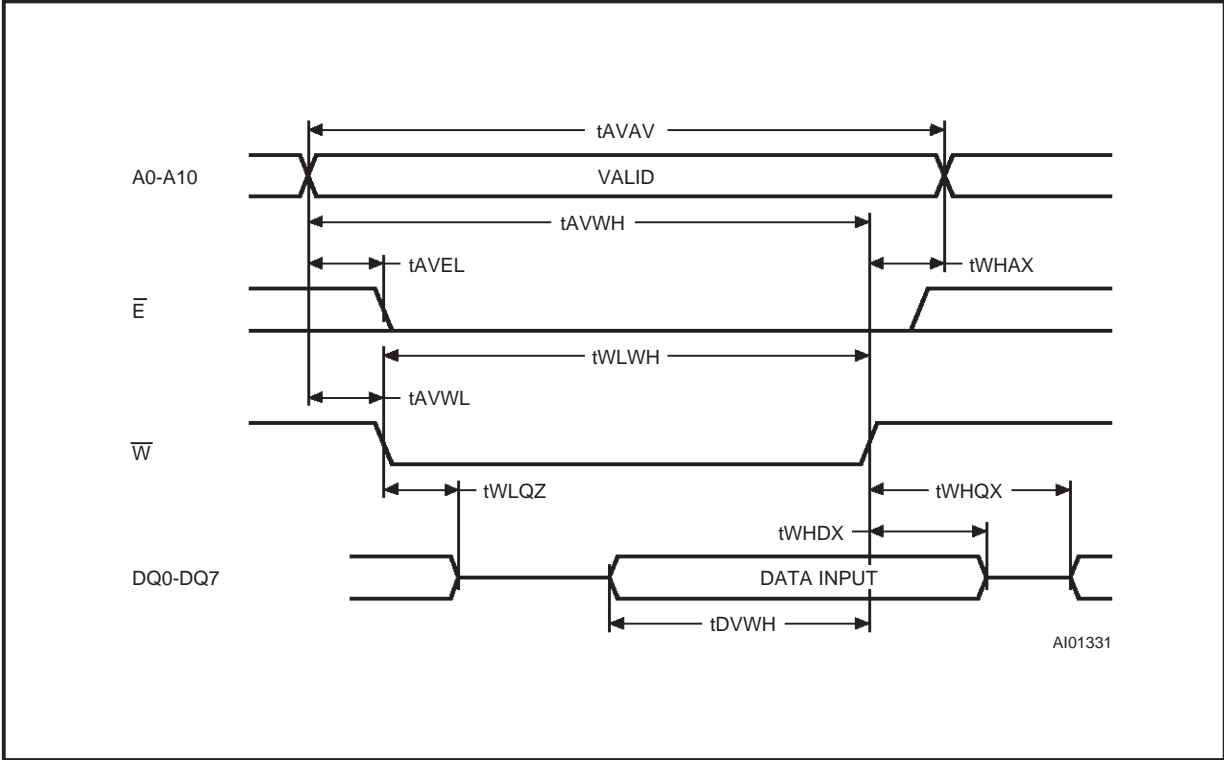 tAVAV
A0-A10
VALID
tAVWH
tAVEL
tWHAX
E̅
tWLWH
tAVWL
W̅
tWLQZ
tWHQX
tWHDX
DQ0-DQ7
DATA INPUT
tDVWH
AI01331